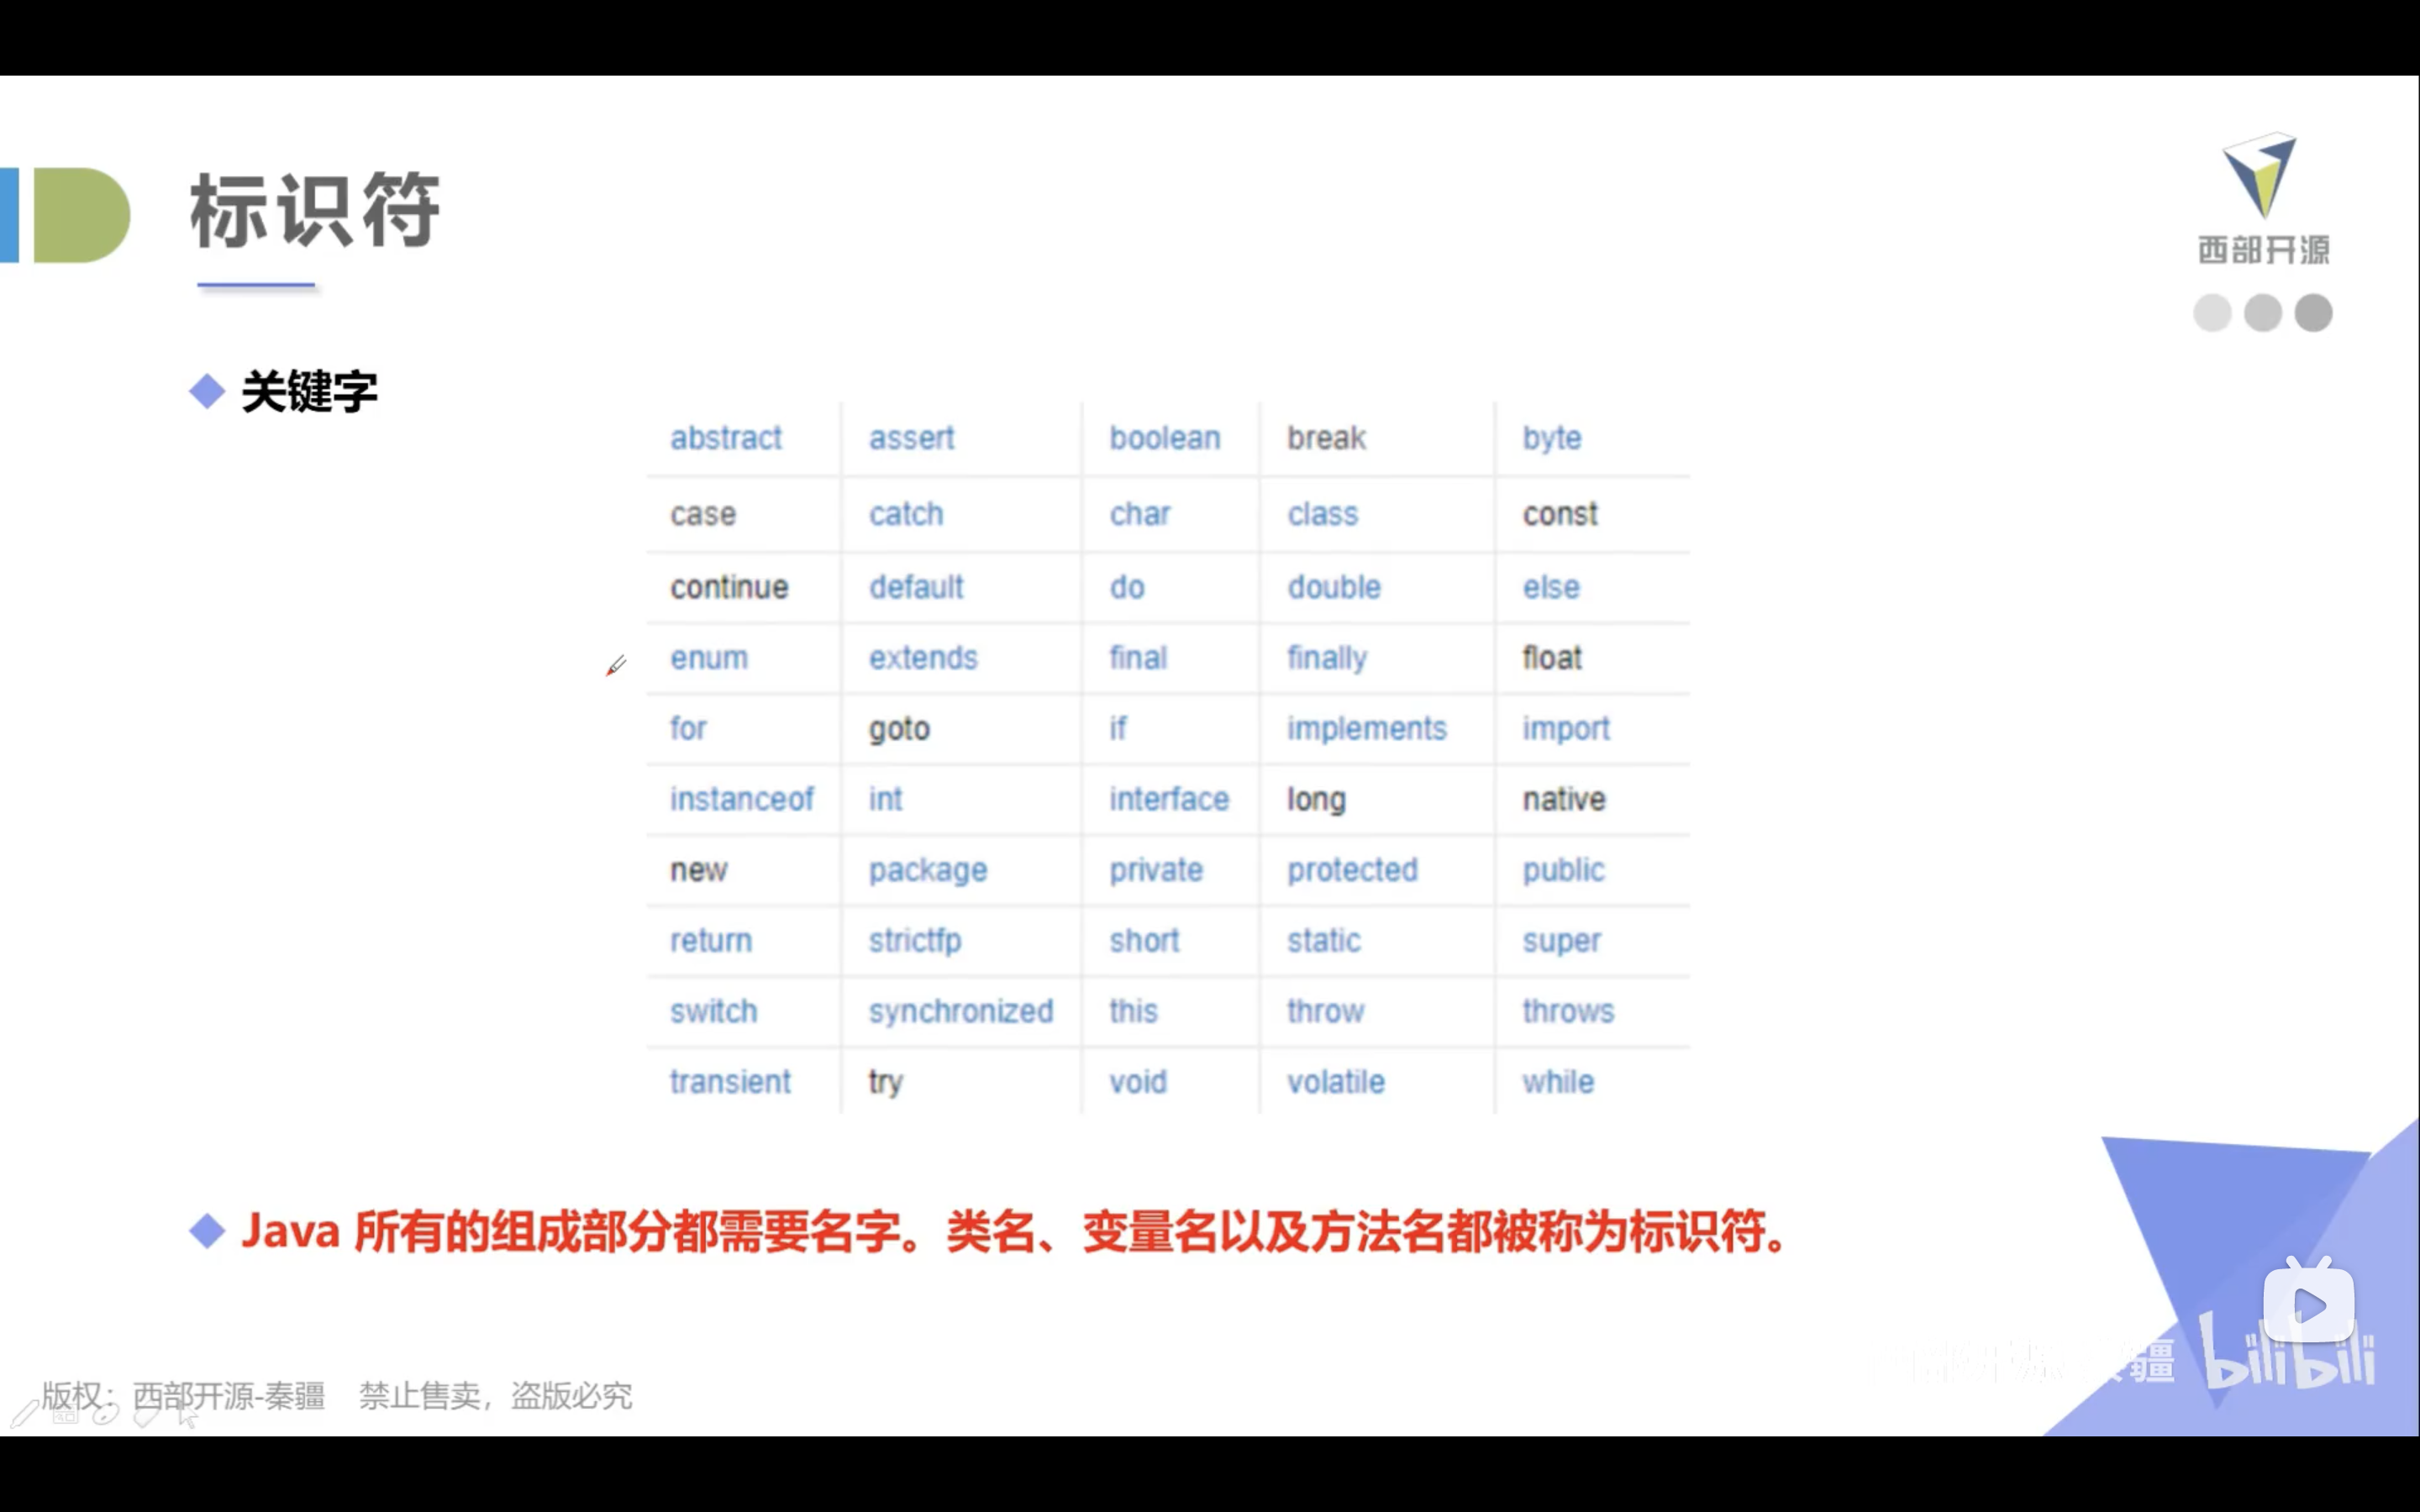 标识符
西部开源
关键字
abstract assert boolean break byte
case catch char class const
continue default do double else
enum extends final finally float
for goto if implements import
instanceof int interface long native
new package private protected public
return strictfp short static super
switch synchronized this throw throws
transient try void volatile while
Java 所有的组成部分都需要名字。类名、变量名以及方法名都被称为标识符。
疆 bilibili
版权：西部开源-秦疆 禁止售卖，盗版必究